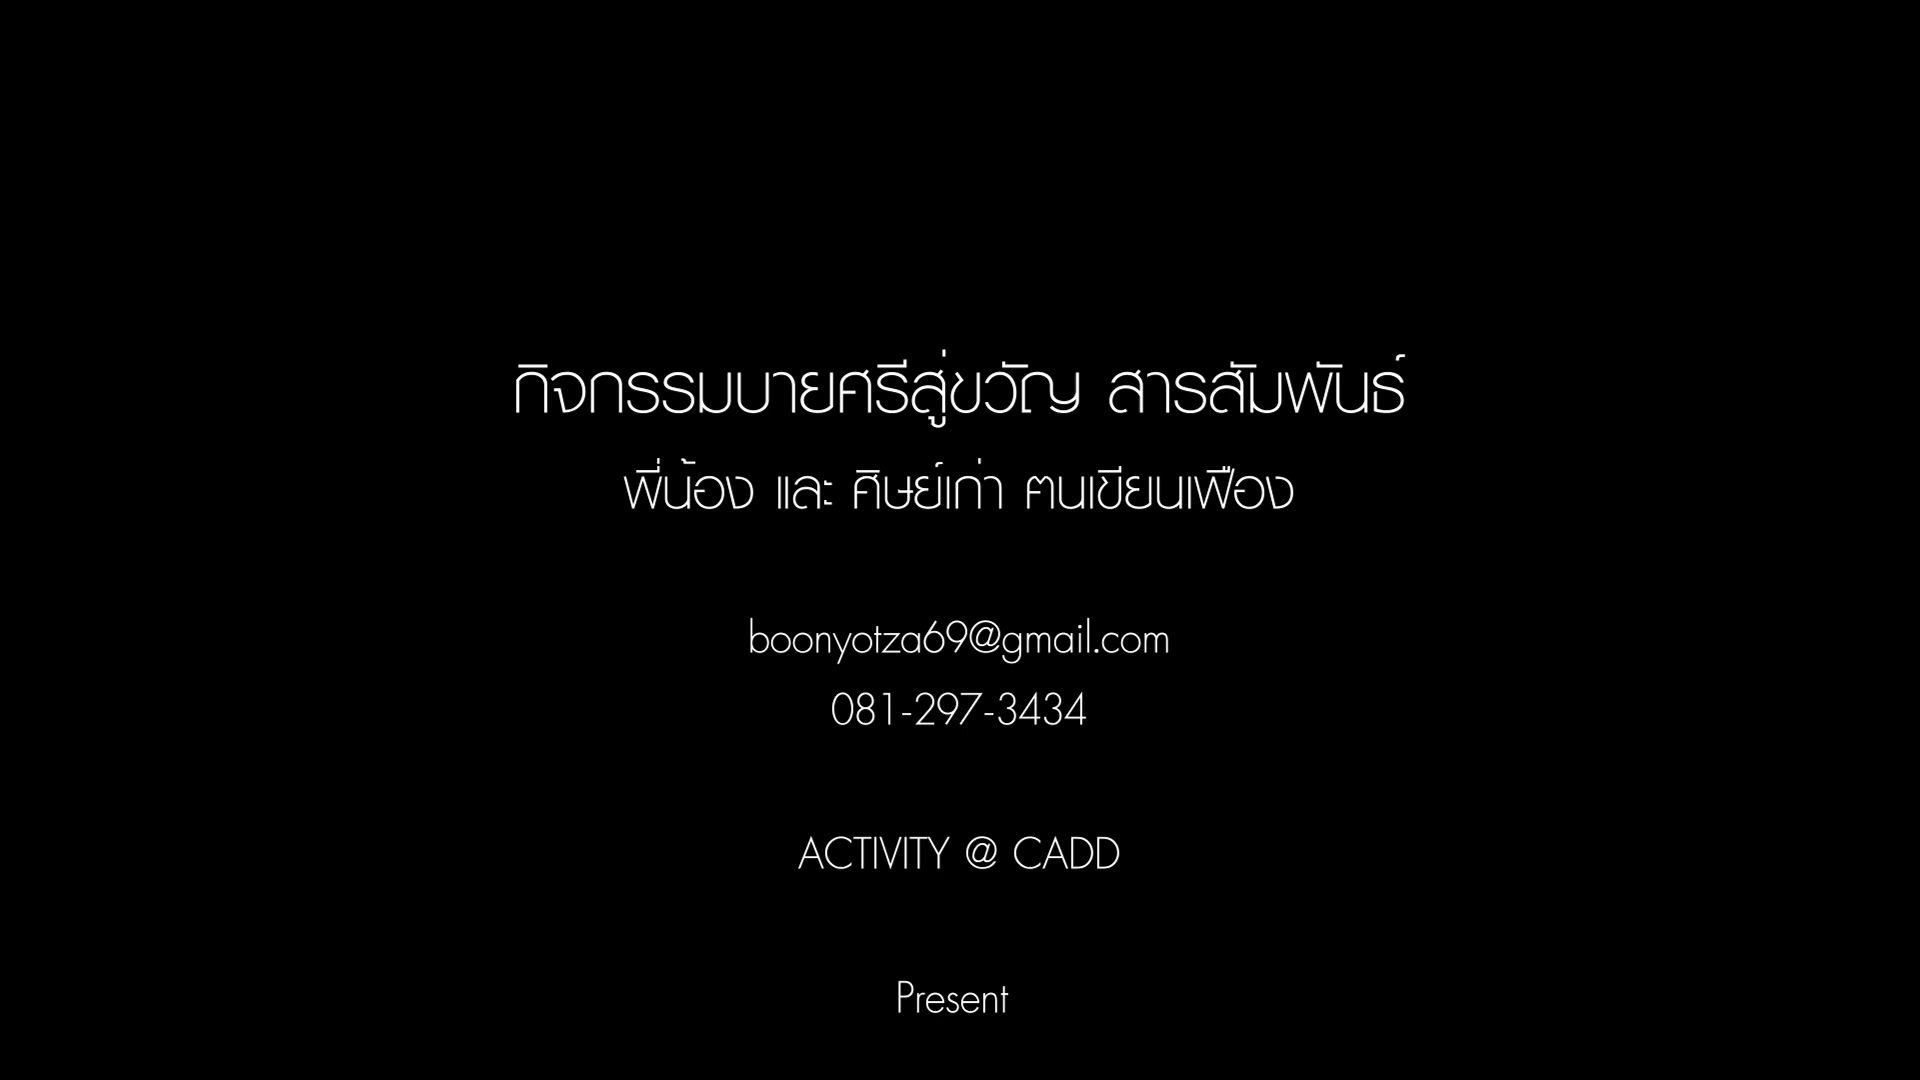 กิจกรรมบายศรีสู่ขวัญ สารสัมพันธ์
พี่น้อง และ ศิษย์เก่า ฅนเขียนเฟือง
boonyotza69@gmail.com
081-297-3434
ACTIVITY @ CADD
Present